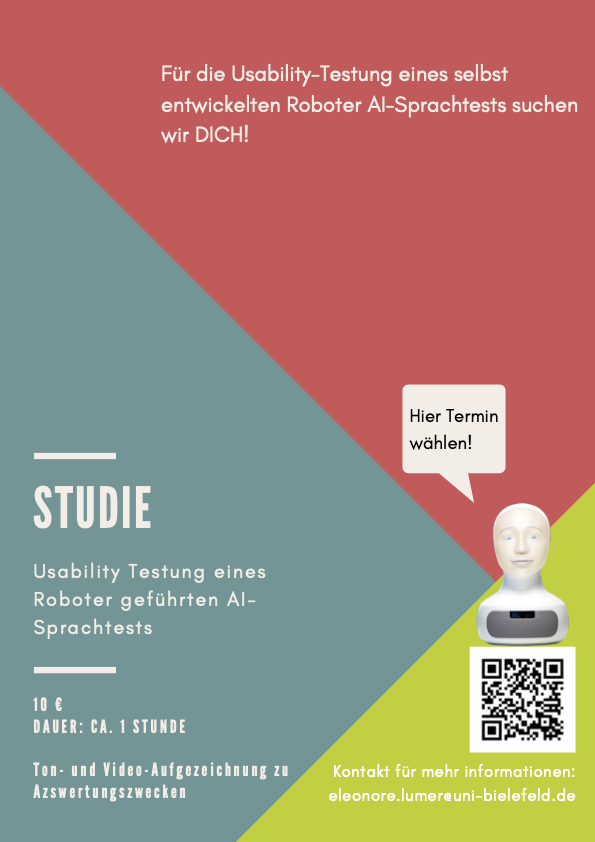 Für die Usability-Testung eines selbst
entwickelten Roboter AI-Sprachtests suchen
wir DICH!
Hier Termin
wählen!
STUDIE
Usability Testung eines
Roboter geführten AI-
Sprachtests
10 €
DAUER: CA. 1 STUNDE
Ton- und Video-Aufgezeichnung zu
Azswertungszwecken
Kontakt für mehr informationen:
eleonore.lumer@uni-bielefeld.de